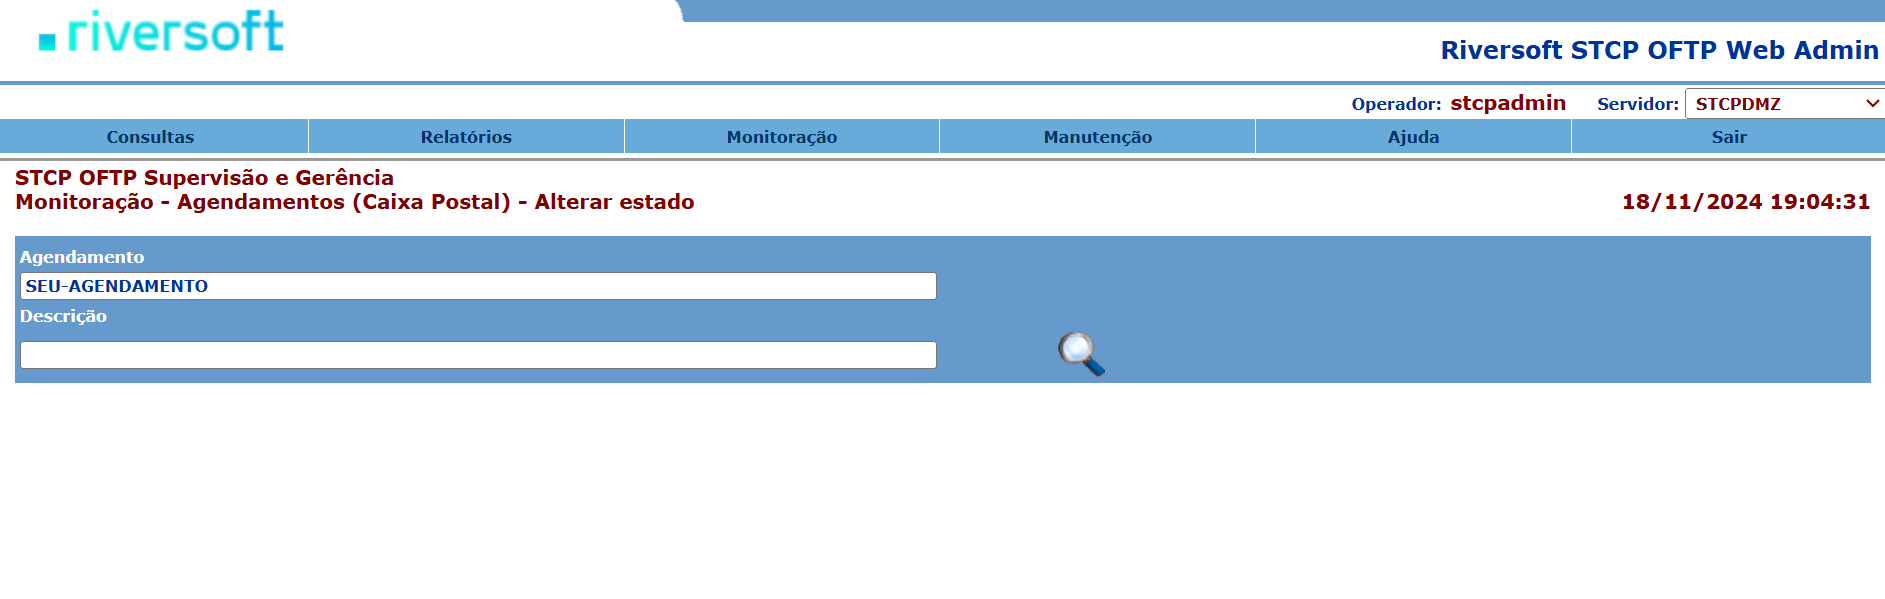 riversoft
Riversoft STCP OFTP Web Admin
Operador: stcpadmin Servidor: STCPDMZ
Consultas Relatórios Monitoração Manutenção Ajuda Sair
STCP OFTP Supervisão e Gerência
Monitoração - Agendamentos (Caixa Postal) - Alterar estado 18/11/2024 19:04:31
Agendamento
SEU-AGENDAMENTO
Descrição